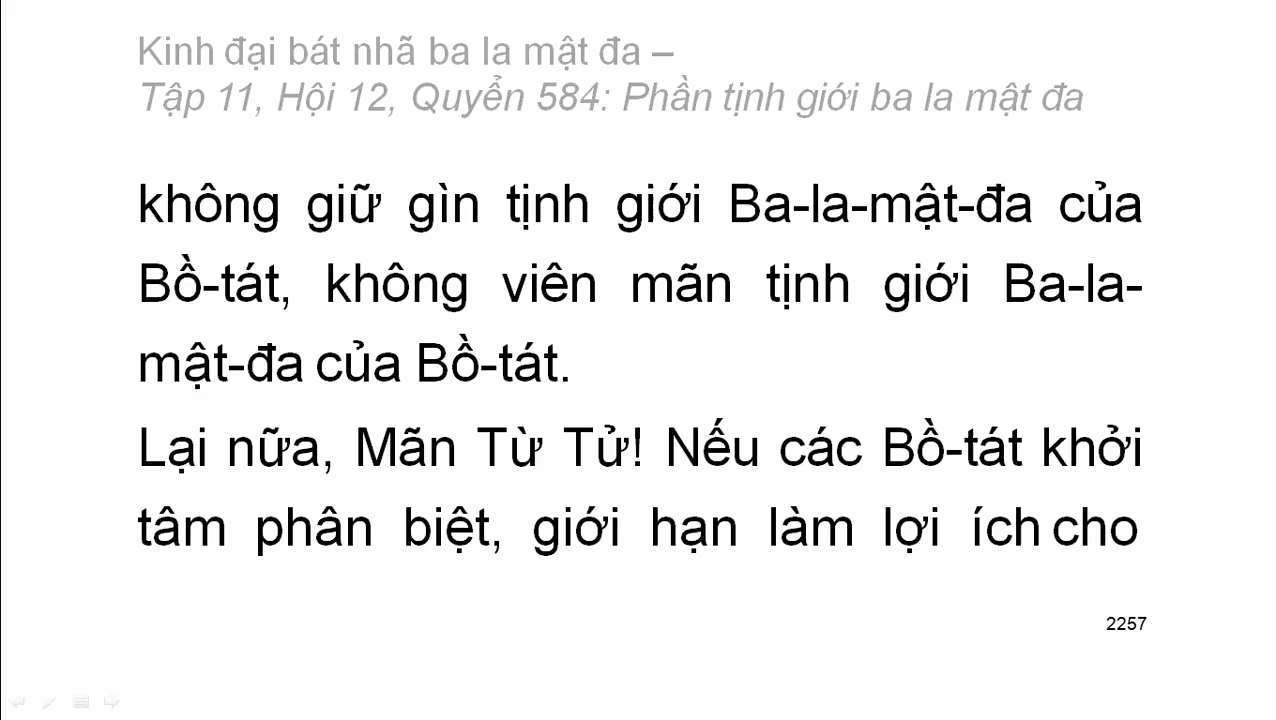 Kinh đại bát nhã ba la mật đa –
Tập 11, Hội 12, Quyển 584: Phần tịnh giới ba la mật đa
không giữ gìn tịnh giới Ba-la-mật-đa của
Bồ-tát, không viên mãn tịnh giới Ba-la-
mật-đa của Bồ-tát.
Lại nữa, Mãn Từ Tử! Nếu các Bồ-tát khởi
tâm phân biệt, giới hạn làm lợi ích cho
2257